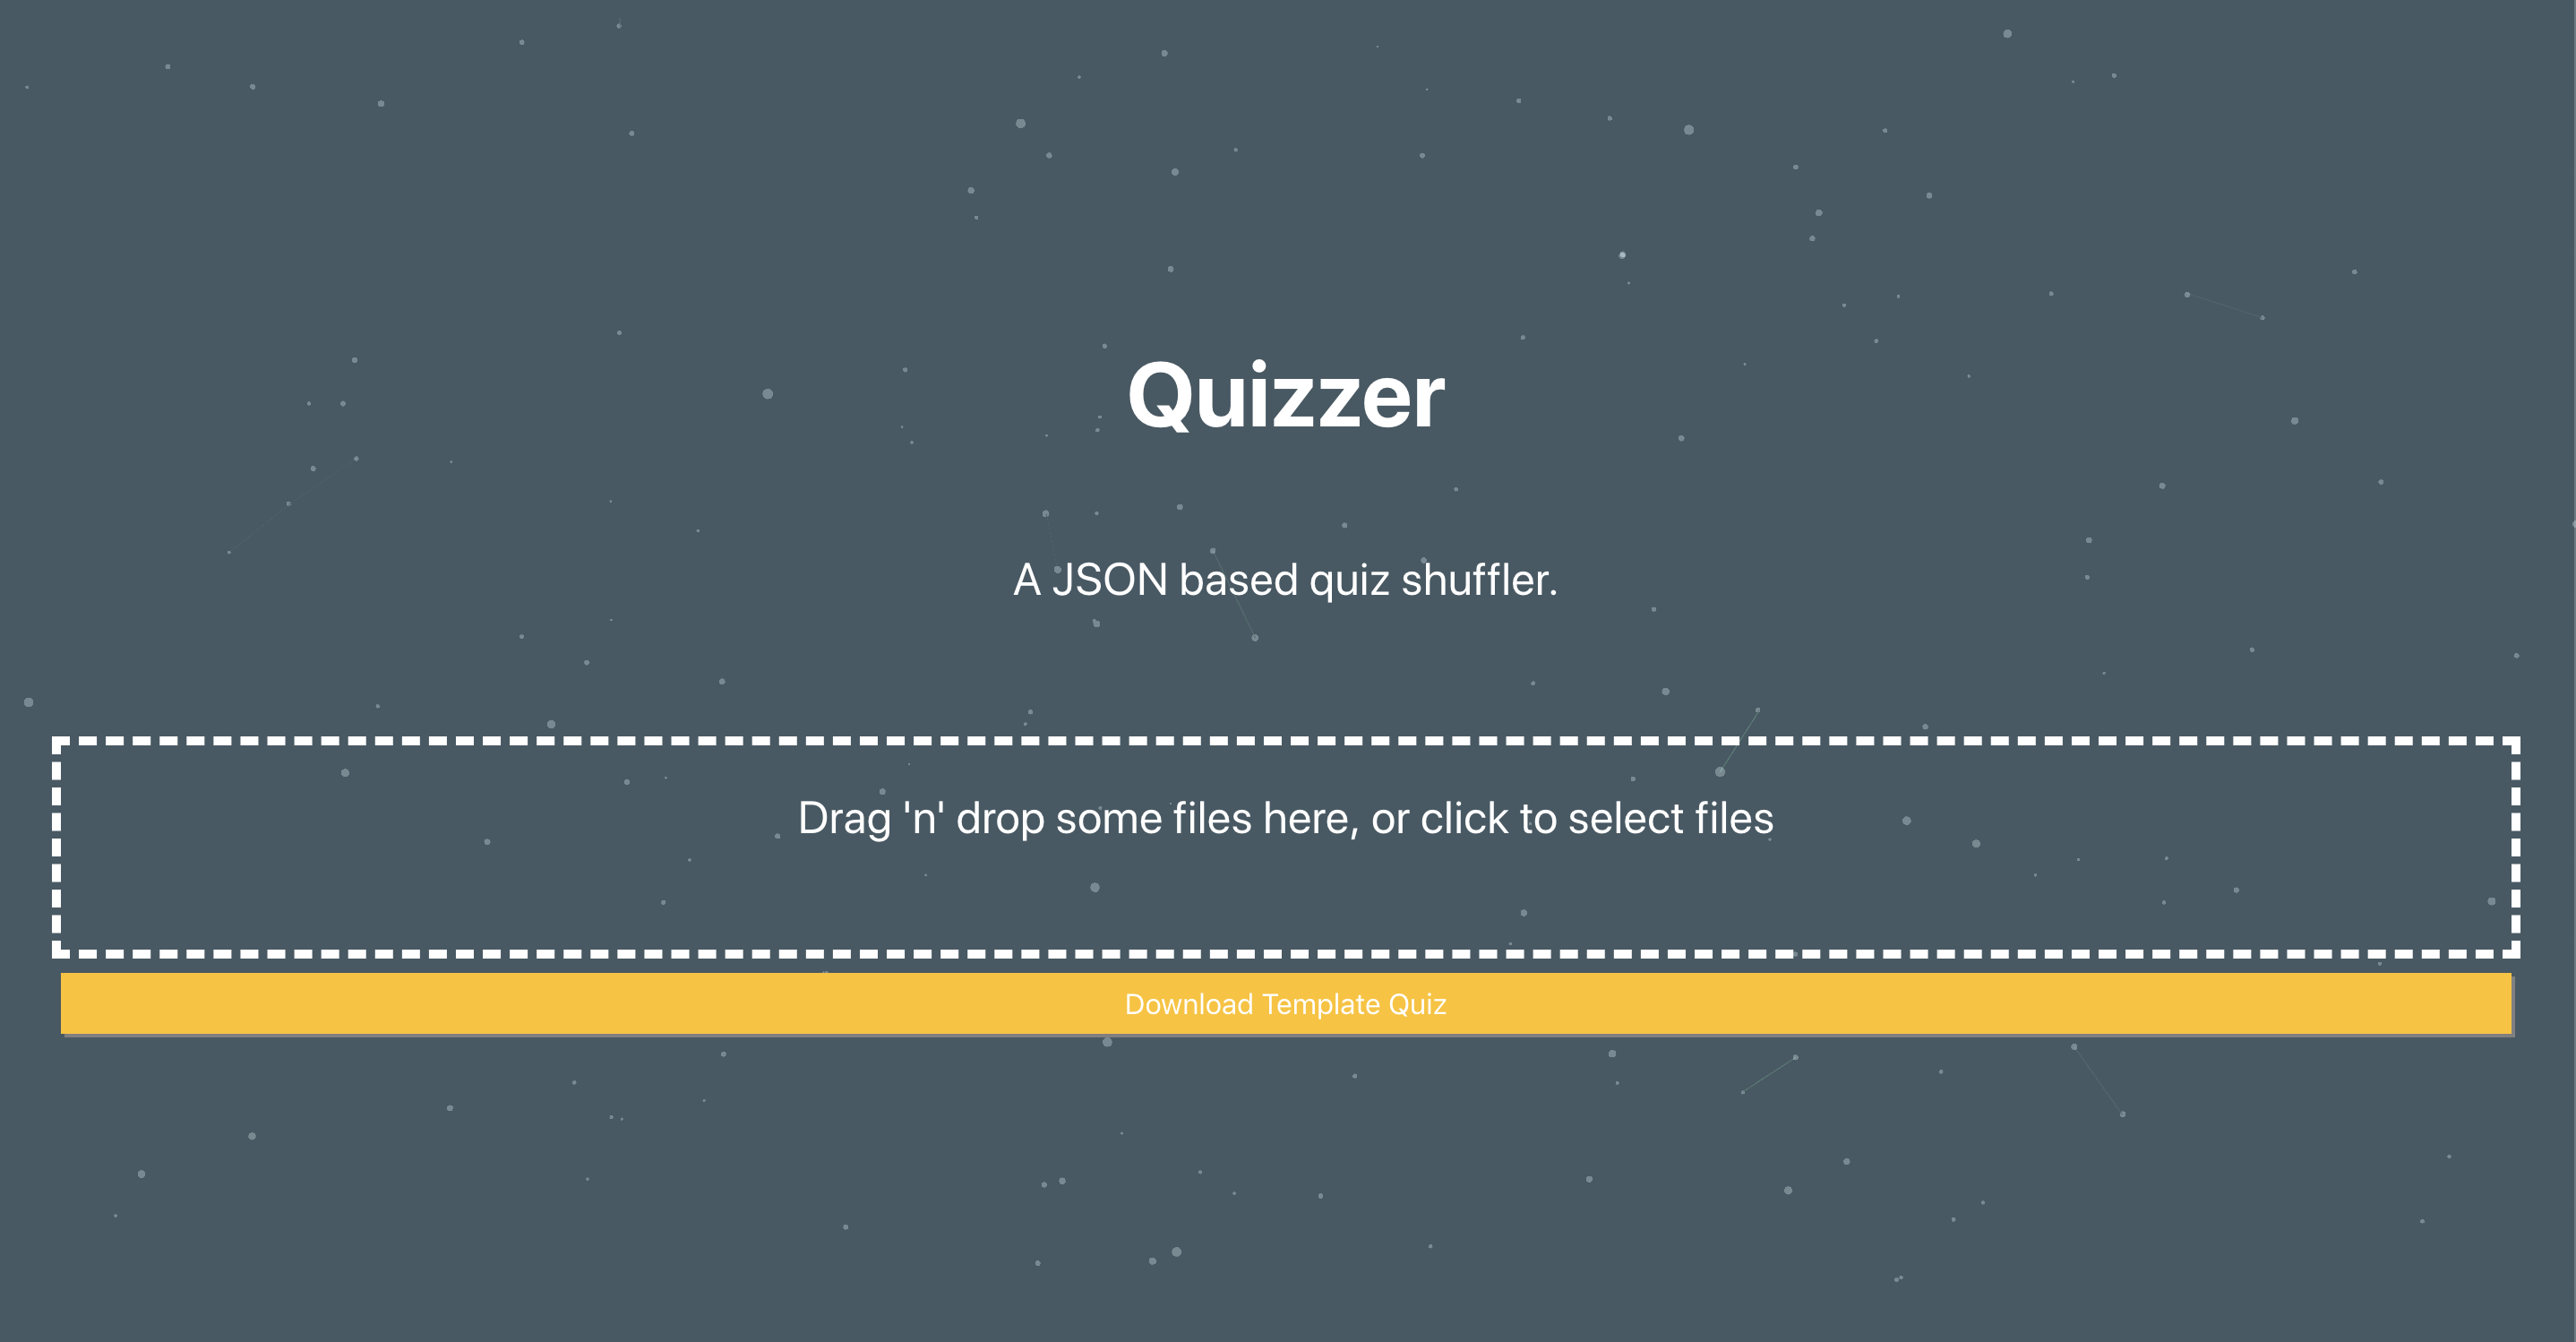 Quizzer
A JSON based quiz shuffler.
Drag 'n' drop some files here, or click to select files
Download Template Quiz